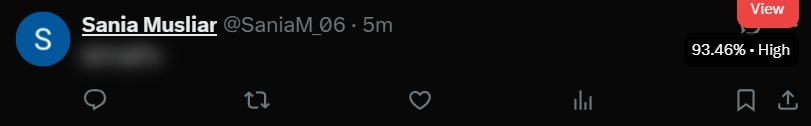 View
S
Sania Musliar @SaniaM_06 · 5m
93.46% • High